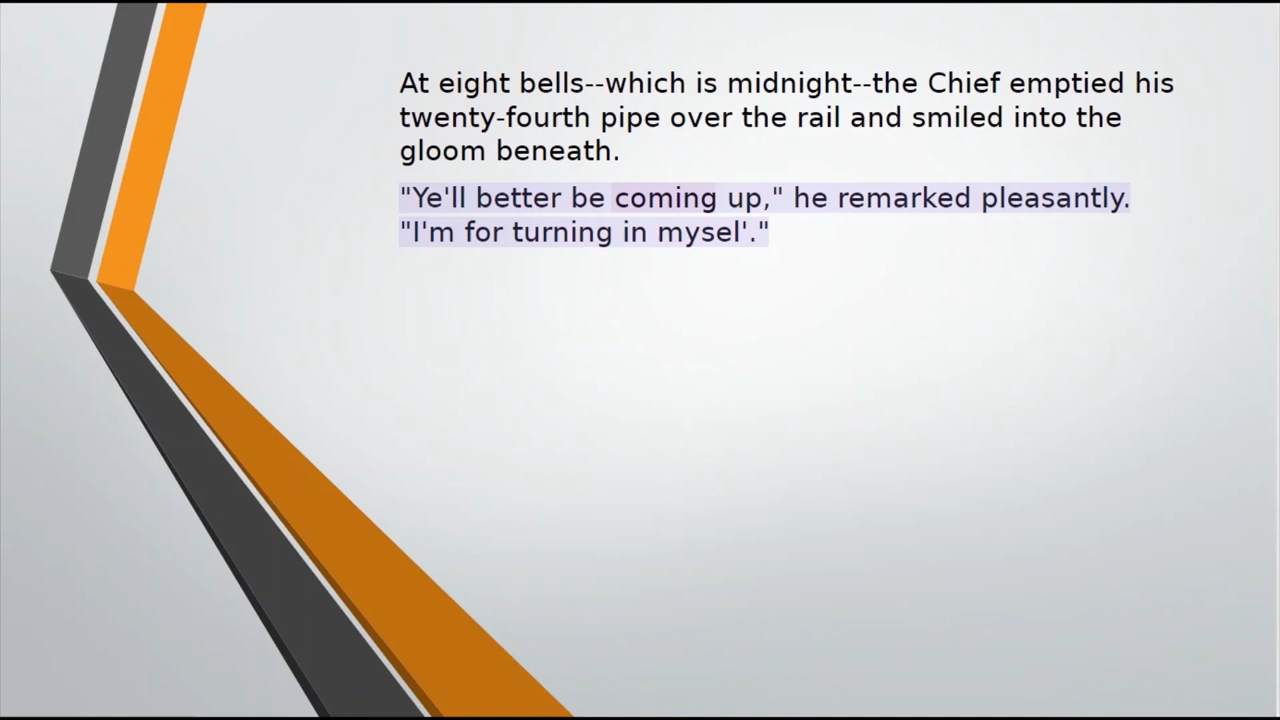 At eight bells--which is midnight--the Chief emptied his
twenty-fourth pipe over the rail and smiled into the
gloom beneath.
"Ye'll better be coming up," he remarked pleasantly.
"I'm for turning in mysel'."